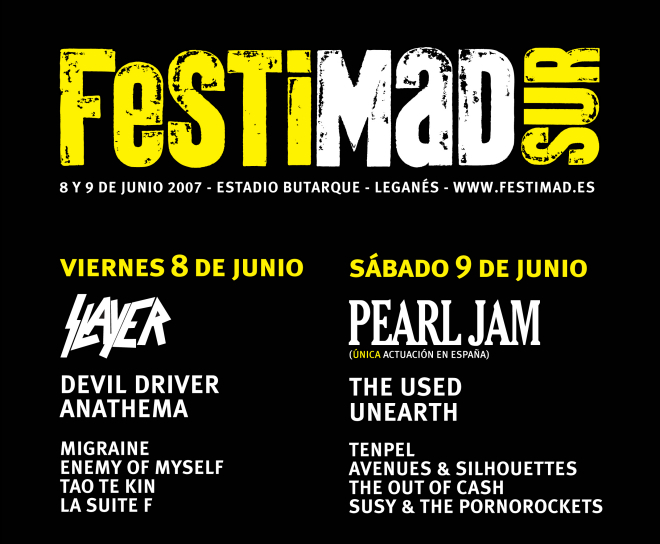 FeSTiMaD SUR
8 Y 9 DE JUNIO 2007 - ESTADIO BUTARQUE - LEGANÉS - WWW.FESTIMAD.ES
VIERNES 8 DE JUNIO
SLAYER
DEVIL DRIVER
ANATHEMA
MIGRAINE
ENEMY OF MYSELF
TAO TE KIN
LA SUITE F
SÁBADO 9 DE JUNIO
PEARL JAM
(ÚNICA ACTUACIÓN EN ESPAÑA)
THE USED
UNEARTH
TENPEL
AVENUES & SILHOUETTES
THE OUT OF CASH
SUSY & THE PORNOROCKETS